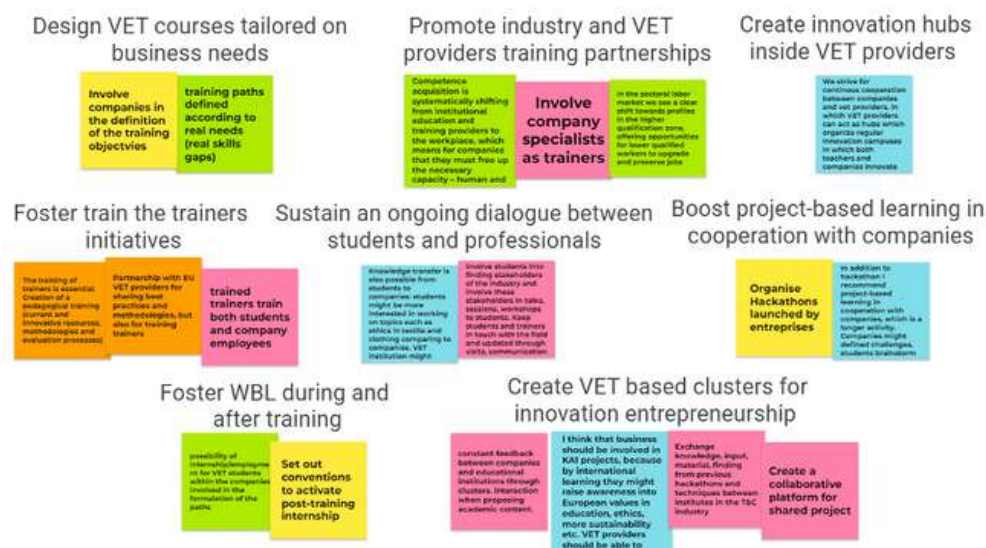 Design VET courses tailored on
business needs
Involve
companies in
the definition of
the training
objectvies
training paths
defined
according to
real needs
(real skills
gaps)
Promote industry and VET
providers training partnerships
Competence
acquisition is
systematically shifting
from institutional
education and
training providers to
the workplace, which
means for companies
that they must free up
the necessary
capacity – human and
Involve
company
specialists
as trainers
In the sectoral labor
market we see a clear
shift towards profiles
in the higher
qualification zone,
offering opportunities
for lower qualified
workers to upgrade
and preserve jobs
Create innovation hubs
inside VET providers
We strive for
continous cooperation
between companies
and vet providers, in
which VET providers
can act as hubs which
organize regular
innovation campuses
in which both
teachers and
companies innovate
Foster train the trainers
initiatives
The training of
trainers is essential.
Creation of a
pedagogical training
(current and
innovative resources,
methodologies and
evaluation processes)
Partnership with EU
VET providers for
sharing best
practices and
methodologies, but
also for training
trainers
trained
trainers train
both students
and company
employees
Sustain an ongoing dialogue between
students and professionals
Knowledge transfer is
also possible from
students to
companies; students
might be more
interested in working
on topics such as
ethics in textile and
clothing comparing to
companies. VET
institution might
Involve students into
finding stakeholders
of the industry and
involve these
stakeholders in talks,
sessions, workshops
to students. Keep
students and trainers
in touch with the field
and updated through
visits, communication
Boost project-based learning in
cooperation with companies
Organise
Hackathons
launched by
entreprises
In addition to
hackathon I
recommend
project-based
learning in
cooperation with
companies, which is a
longer activity.
Companies might
defined challenges,
students brainstorm
Foster WBL during and
after training
possibility of
internship/employme
nt for VET students
within the companies
involved in the
formulation of the
paths
Set out
conventions
to activate
post-training
internship
Create VET based clusters for
innovation entrepreneurship
constant feedback
between companies
and educational
institutions through
clusters. Interaction
when proposing
academic content.
I think that business
should be involved in
KA1 projects, because
by international
learning they might
raise awareness into
European values in
education, ethics,
more sustainability
etc. VET providers
should be able to
Exchange
knowledge, input,
material, finding
from previous
hackathons and
techniques between
institutes in the T&C
industry
Create a
collaborative
platform for
shared project